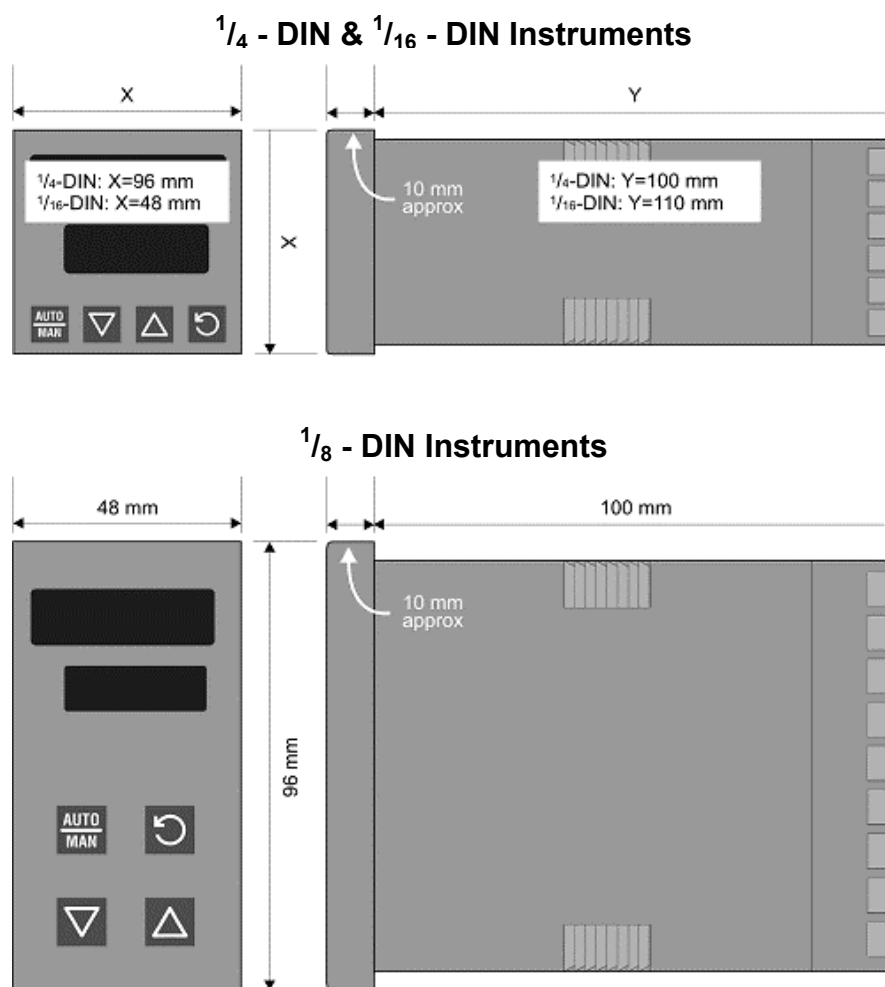 1/4 - DIN & 1/16 - DIN Instruments
X
Y
1/4-DIN: X=96 mm
1/16-DIN: X=48 mm
X
10 mm
approx
1/4-DIN: Y=100 mm
1/16-DIN: Y=110 mm
AUTO
MAN
1/8 - DIN Instruments
48 mm
100 mm
10 mm
approx
96 mm
AUTO
MAN